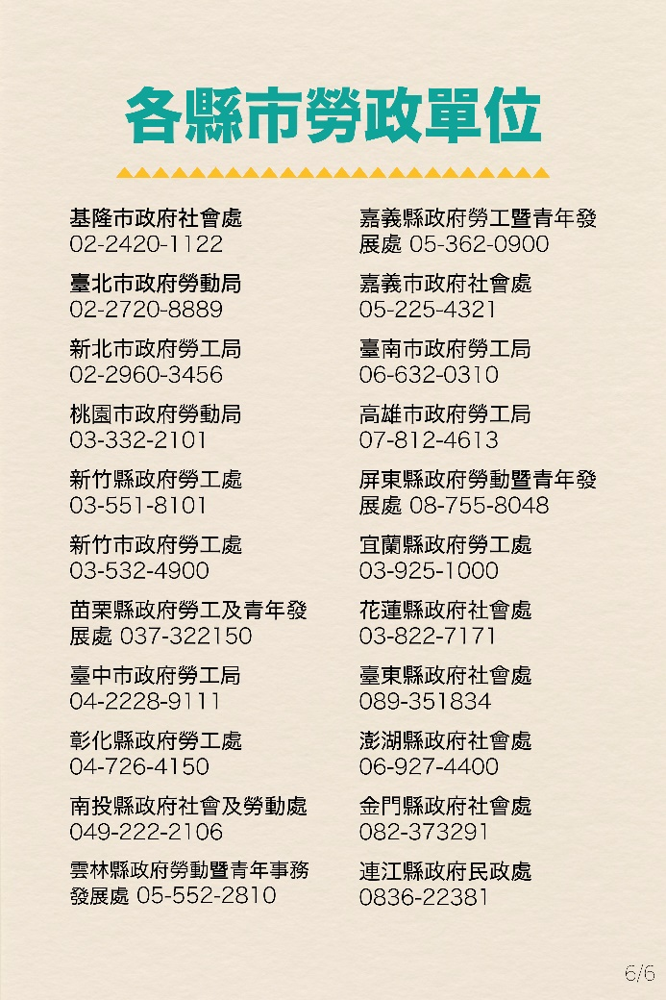 各縣市勞政單位
基隆市政府社會處
02-2420-1122
臺北市政府勞動局
02-2720-8889
新北市政府勞工局
02-2960-3456
桃園市政府勞動局
03-332-2101
新竹縣政府勞工處
03-551-8101
新竹市政府勞工處
03-532-4900
苗栗縣政府勞工及青年發
展處 037-322150
臺中市政府勞工局
04-2228-9111
彰化縣政府勞工處
04-726-4150
南投縣政府社會及勞動處
049-222-2106
雲林縣政府勞動暨青年事務
發展處 05-552-2810
嘉義縣政府勞工暨青年發
展處 05-362-0900
嘉義市政府社會處
05-225-4321
臺南市政府勞工局
06-632-0310
高雄市政府勞工局
07-812-4613
屏東縣政府勞動暨青年發
展處 08-755-8048
宜蘭縣政府勞工處
03-925-1000
花蓮縣政府社會處
03-822-7171
臺東縣政府社會處
089-351834
澎湖縣政府社會處
06-927-4400
金門縣政府社會處
082-373291
連江縣政府民政處
0836-22381
6/6